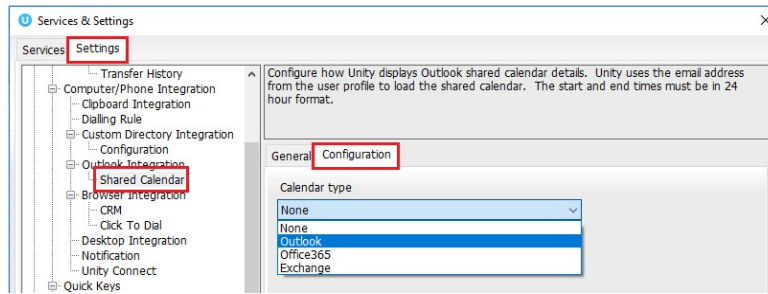 Services & Settings
Services Settings
Transfer History
Computer/Phone Integration
Clipboard Integration
Dialling Rule
Custom Directory Integration
Configuration
Outlook Integration
Shared Calendar
Browser Integration
CRM
Click To Dial
Desktop Integration
Notification
Unity Connect
Quick Keys
Configure how Unity displays Outlook shared calendar details. Unity uses the email address
from the user profile to load the shared calendar. The start and end times must be in 24
hour format.
General Configuration
Calendar type
None
None
Outlook
Office365
Exchange